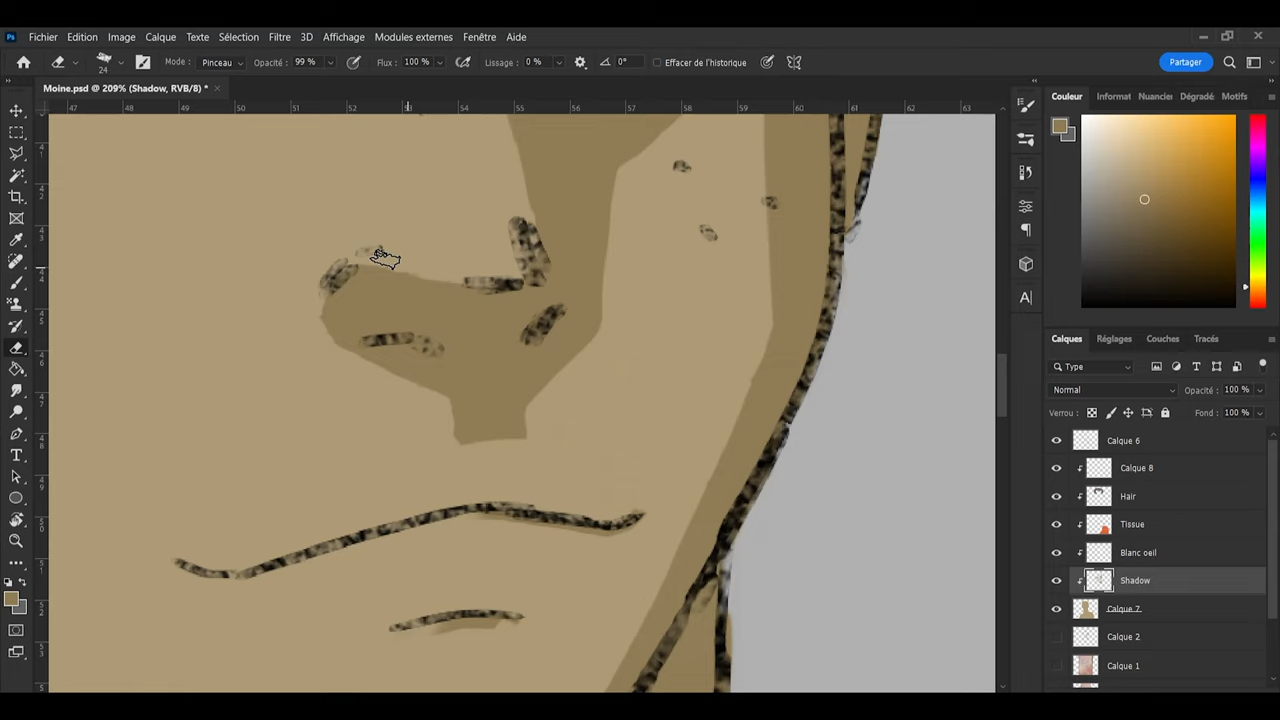 Ps Fichier Edition Image Calque Texte Sélection Filtre 3D Affichage Modules externes Fenêtre Aide
24 Mode : Pinceau Opacité : 99 % Flux : 100 % Lissage : 0 % 0° Effacer de l'historique Partager
Moine.psd @ 209% (Shadow, RVB/8) *
Couleur Informat Nuancier Dégradé Motifs
47 50 51 52 53 54 55 56 57 58 59 60 61 62 63
Calques Réglages Couches Tracés
Type
Normal Opacité : 100 %
Verrou : Fond : 100 %
Calque 6
Calque 8
Hair
Tissue
Blanc oeil
Shadow
Calque 7
Calque 2
Calque 1